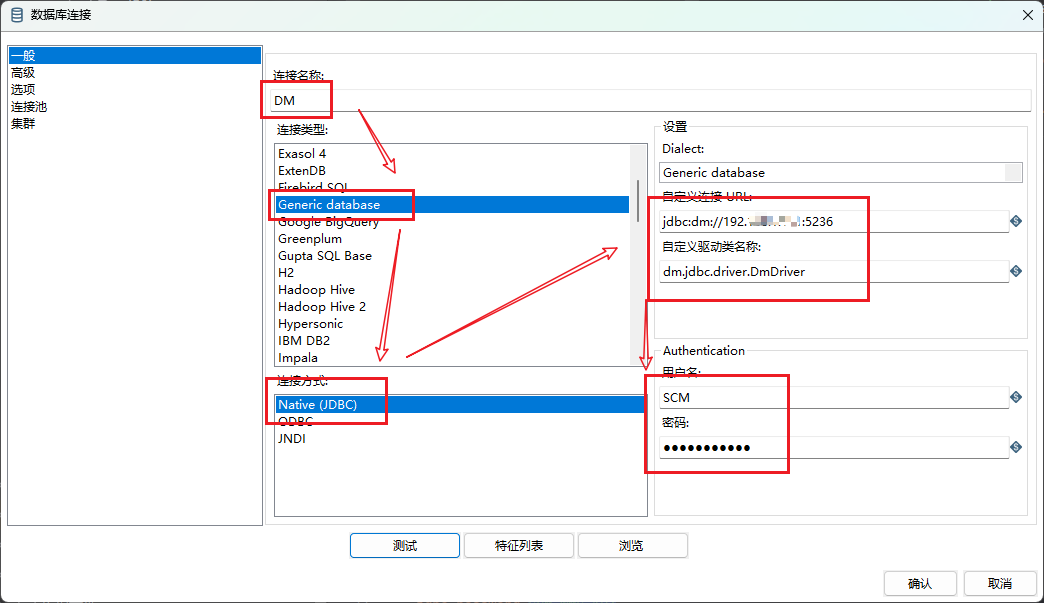 数据库连接
一般
高级
选项
连接池
集群
连接名称:
DM
连接类型:
Exasol 4
ExtenDB
Firebird SQL
Generic database
Google BigQuery
Greenplum
Gupta SQL Base
H2
Hadoop Hive
Hadoop Hive 2
Hypersonic
IBM DB2
Impala
连接方式:
Native (JDBC)
ODBC
JNDI
设置
Dialect:
Generic database
自定义连接 URL:
jdbc:dm://192. :5236
自定义驱动类名称:
dm.jdbc.driver.DmDriver
Authentication
用户名:
SCM
密码:
●●●●●●●●●●●
测试
特征列表
浏览
确认
取消